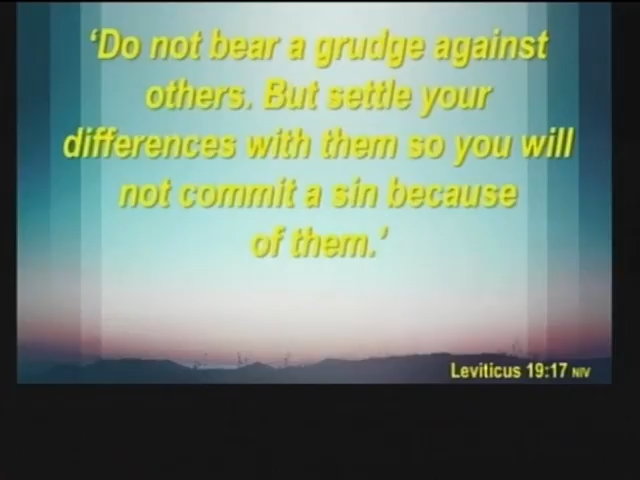 ‘Do not bear a grudge against
others. But settle your
differences with them so you will
not commit a sin because
of them.’
Leviticus 19:17 NIV